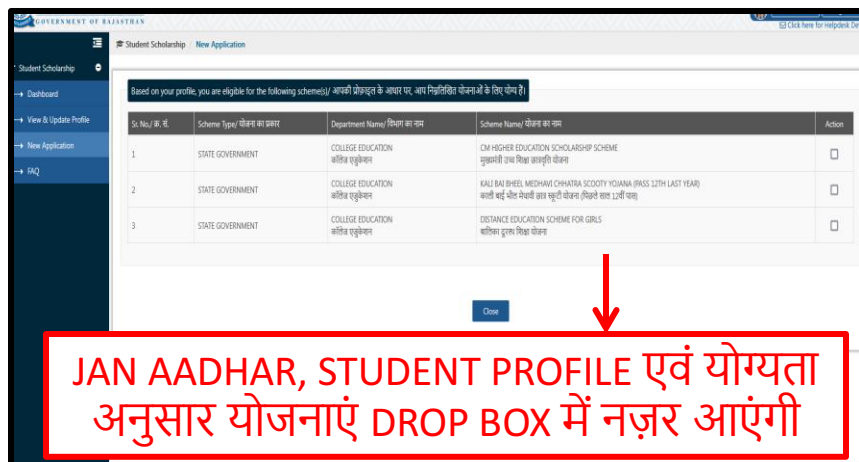 GOVERNMENT OF RAJASTHAN
Click here for Helpdesk De
Student Scholarship New Application
Student Scholarship
Dashboard
View & Update Profile
New Application
FAQ
Based on your profile, you are eligible for the following scheme(s)/ आपकी प्रोफ़ाइल के आधार पर, आप निम्नलिखित योजनाओं के लिए योग्य हैं।
Sr. No./ क्र. सं. Scheme Type/ योजना का प्रकार Department Name/ विभाग का नाम Scheme Name/ योजना का नाम Action
1 STATE GOVERNMENT COLLEGE EDUCATION CM HIGHER EDUCATION SCHOLARSHIP SCHEME
कॉलेज एजुकेशन मुख्यमंत्री उच्च शिक्षा छात्रवृत्ति योजना
2 STATE GOVERNMENT COLLEGE EDUCATION KALI BAI BHEEL MEDHAVI CHHATRA SCOOTY YOJANA (PASS 12TH LAST YEAR)
कॉलेज एजुकेशन काली बाई भील मेधावी छात्र स्कूटी योजना (पिछले साल 12वीं पास)
3 STATE GOVERNMENT COLLEGE EDUCATION DISTANCE EDUCATION SCHEME FOR GIRLS
कॉलेज एजुकेशन बालिका दूरस्थ शिक्षा योजना
Close
JAN AADHAR, STUDENT PROFILE एवं योग्यता
अनुसार योजनाएं DROP BOX में नज़र आएंगी